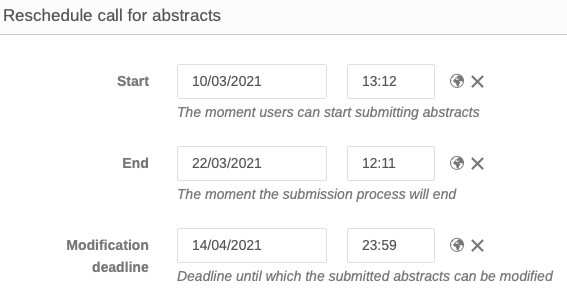 Reschedule call for abstracts
Start 10/03/2021 13:12
The moment users can start submitting abstracts
End 22/03/2021 12:11
The moment the submission process will end
Modification deadline 14/04/2021 23:59
Deadline until which the submitted abstracts can be modified